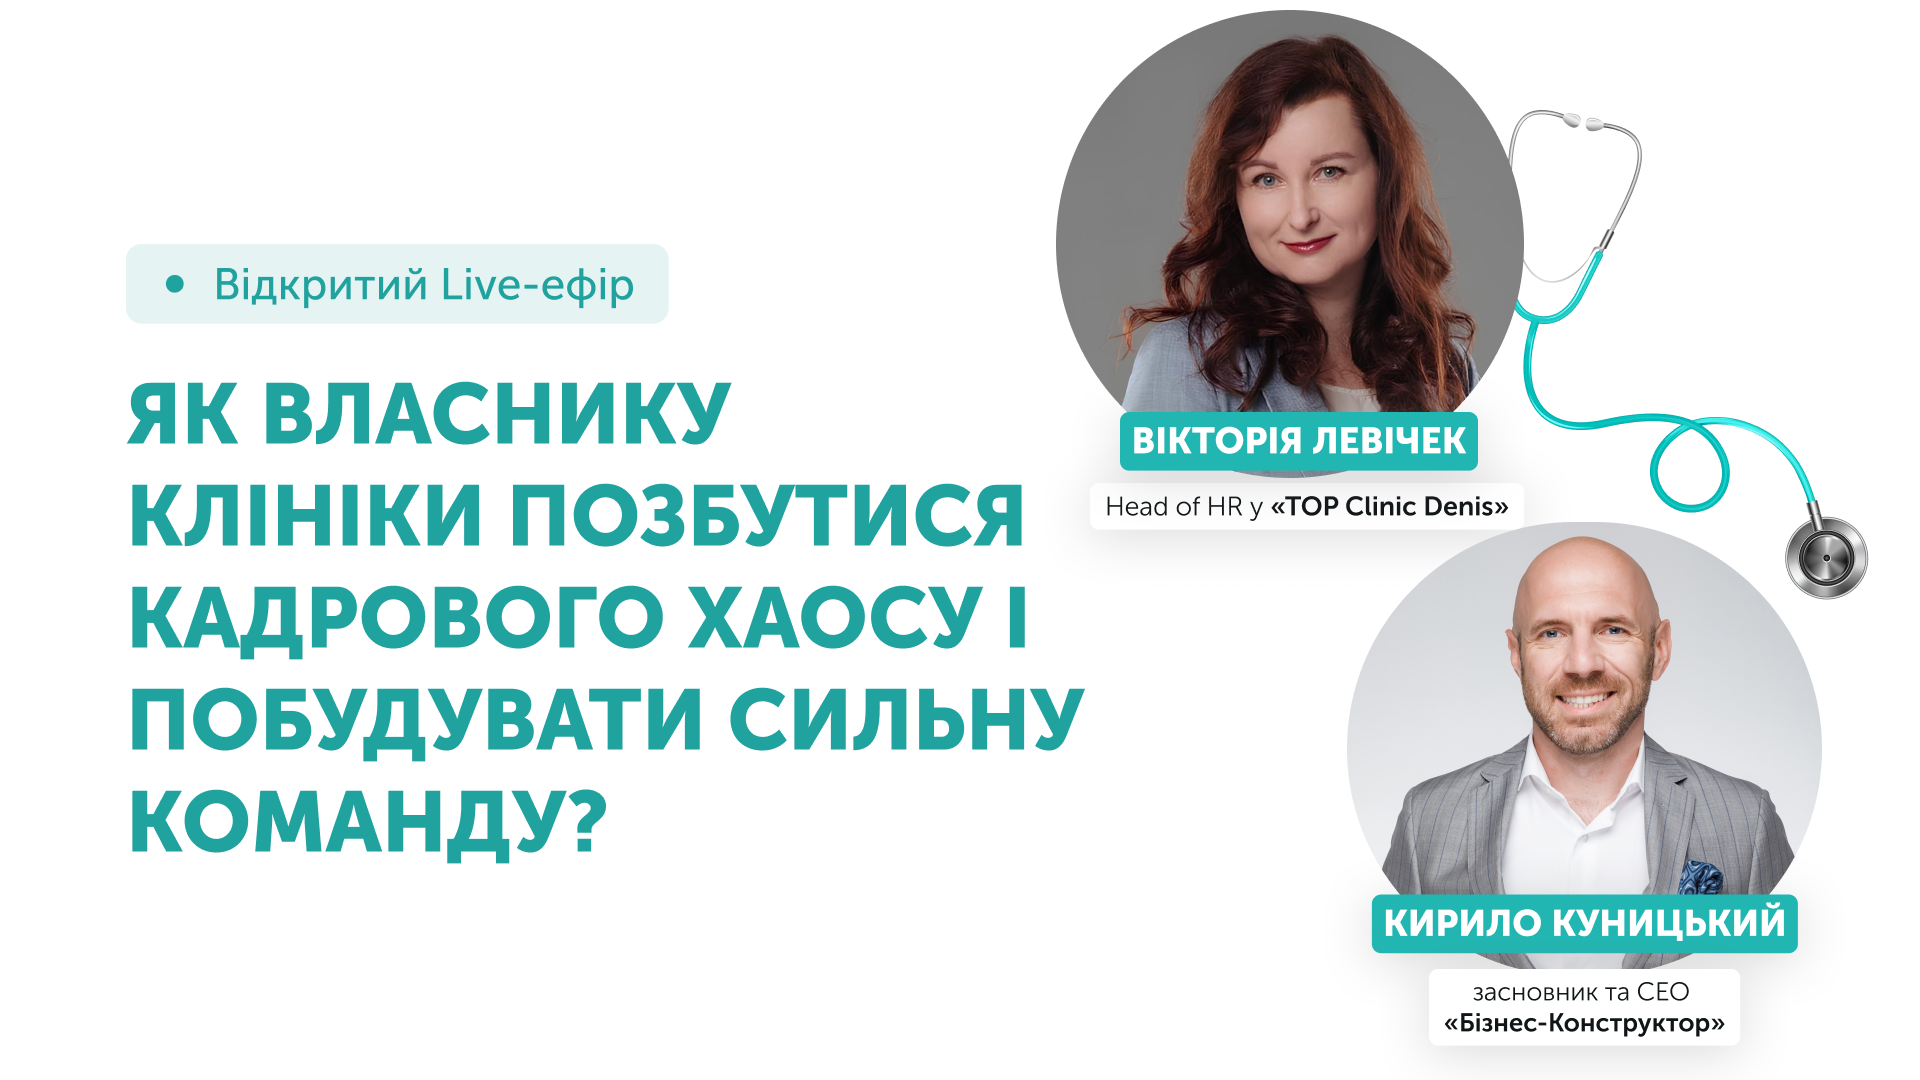 Відкритий Live-ефір
ЯК ВЛАСНИКУ
КЛІНІКИ ПОЗБУТИСЯ
КАДРОВОГО ХАОСУ І
ПОБУДУВАТИ СИЛЬНУ
КОМАНДУ?
ВІКТОРІЯ ЛЕВІЧЕК
Head of HR у «TOP Clinic Denis»
КИРИЛО КУНИЦЬКИЙ
засновник та CEO
«Бізнес-Конструктор»